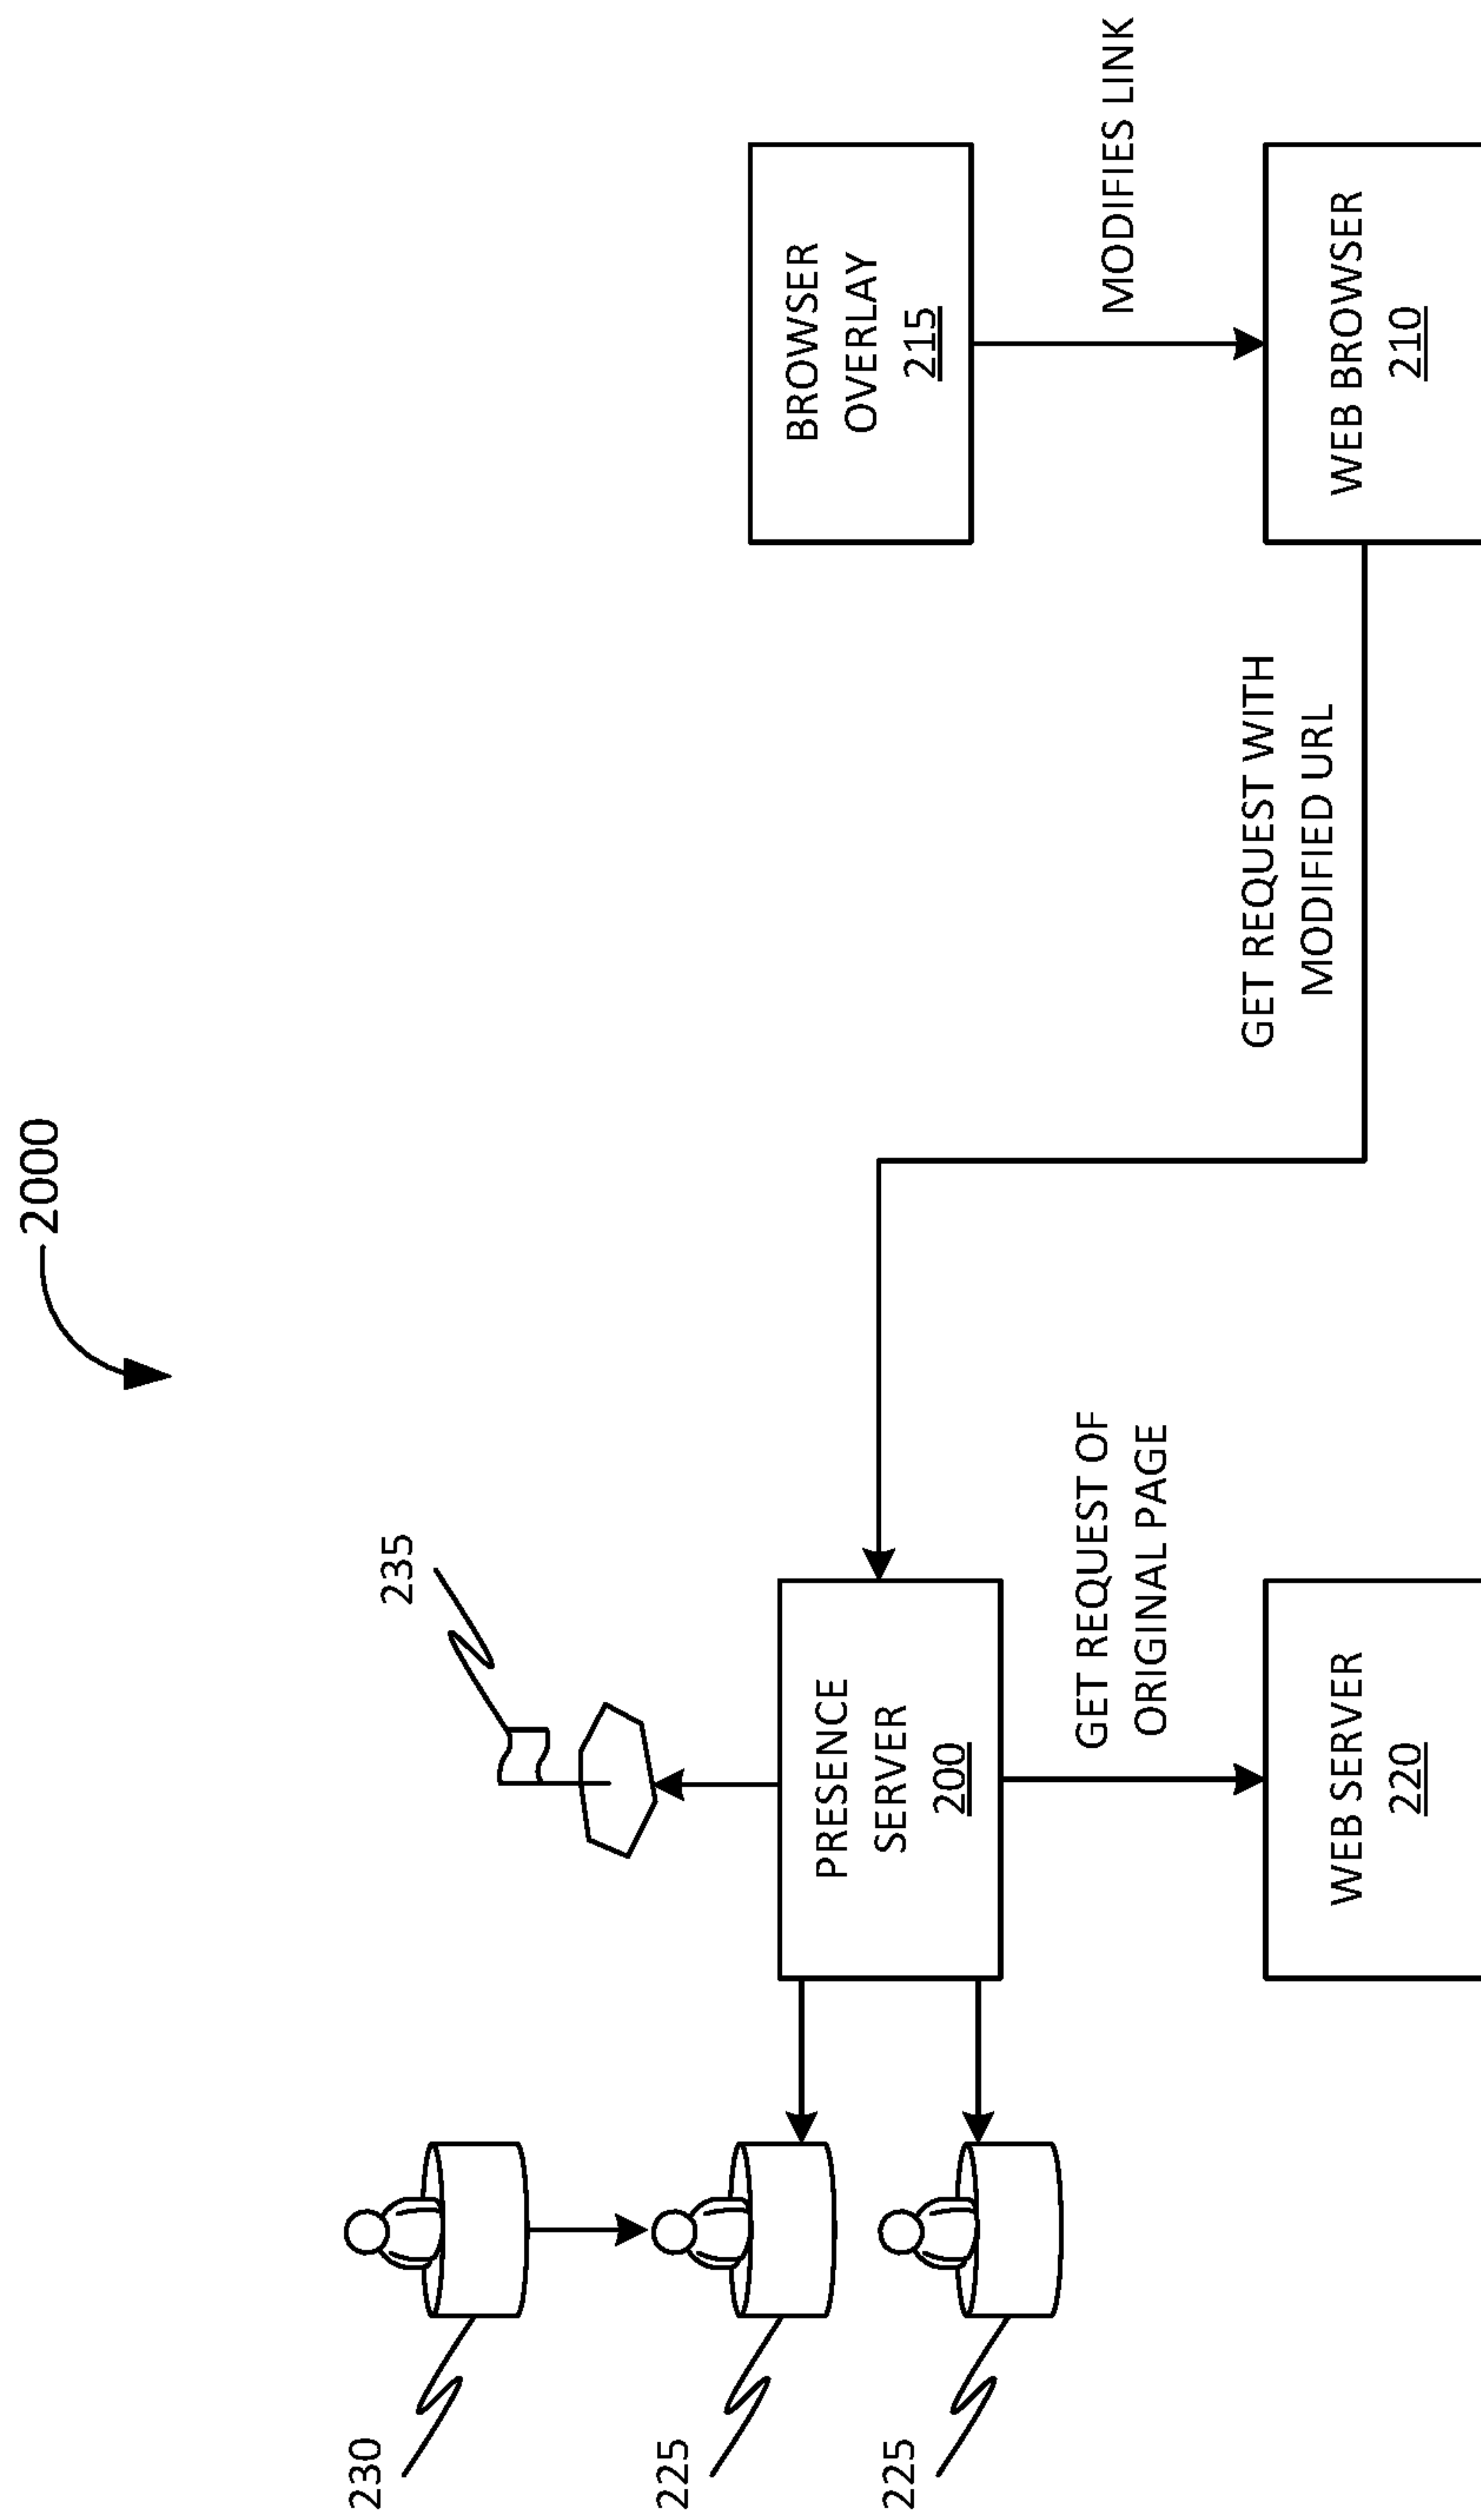 2000
230
235
225
225
BROWSER
OVERLAY
215
PRESENCE
SERVER
200
MODIFIES LINK
GET REQUEST OF
ORIGINAL PAGE
GET REQUEST WITH
MODIFIED URL
WEB SERVER
220
WEB BROWSER
210